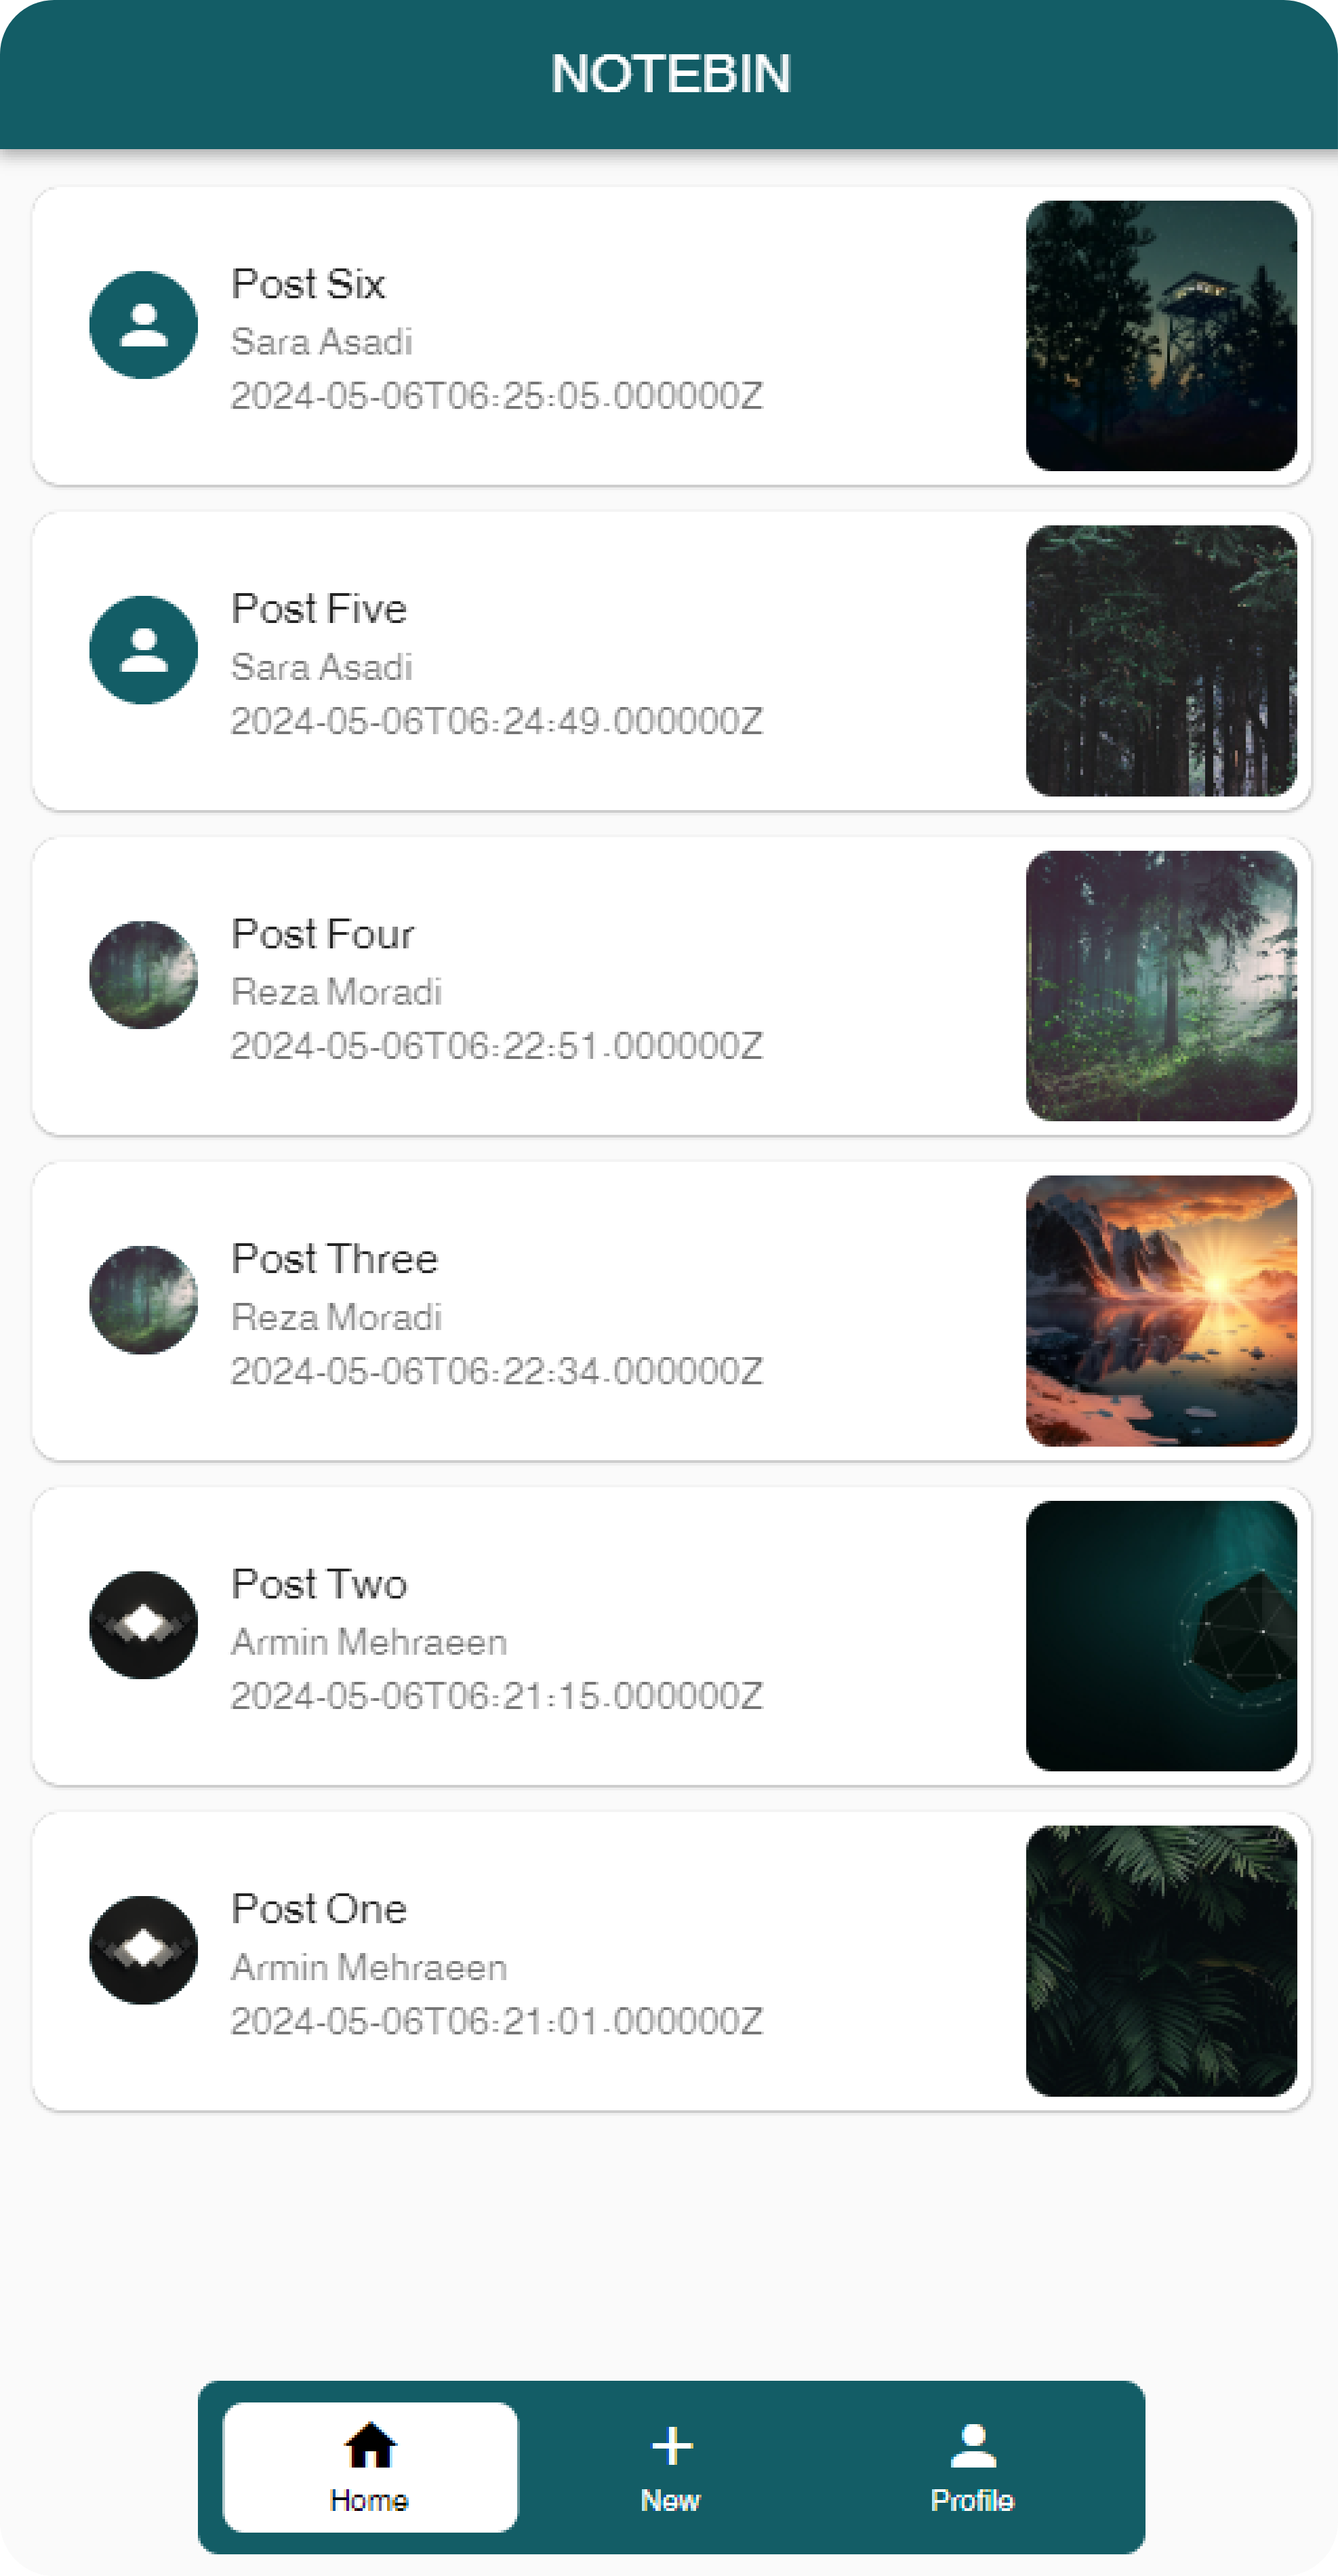 NOTEBIN
Post Six
Sara Asadi
2024-05-06T06:25:05.000000Z
Post Five
Sara Asadi
2024-05-06T06:24:49.000000Z
Post Four
Reza Moradi
2024-05-06T06:22:51.000000Z
Post Three
Reza Moradi
2024-05-06T06:22:34.000000Z
Post Two
Armin Mehraeen
2024-05-06T06:21:15.000000Z
Post One
Armin Mehraeen
2024-05-06T06:21:01.000000Z
Home
New
Profile